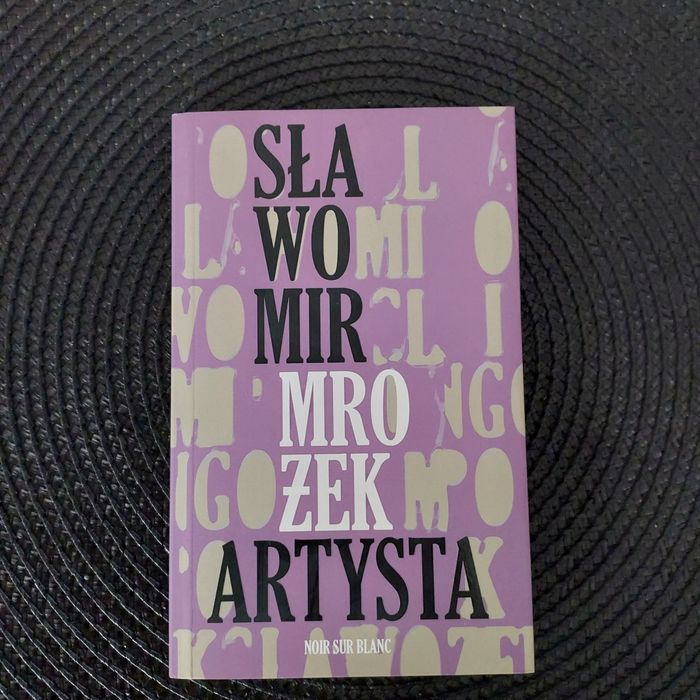 SŁA
WO
MIR
MRO
ŻEK
ARTYSTA
NOIR SUR BLANC